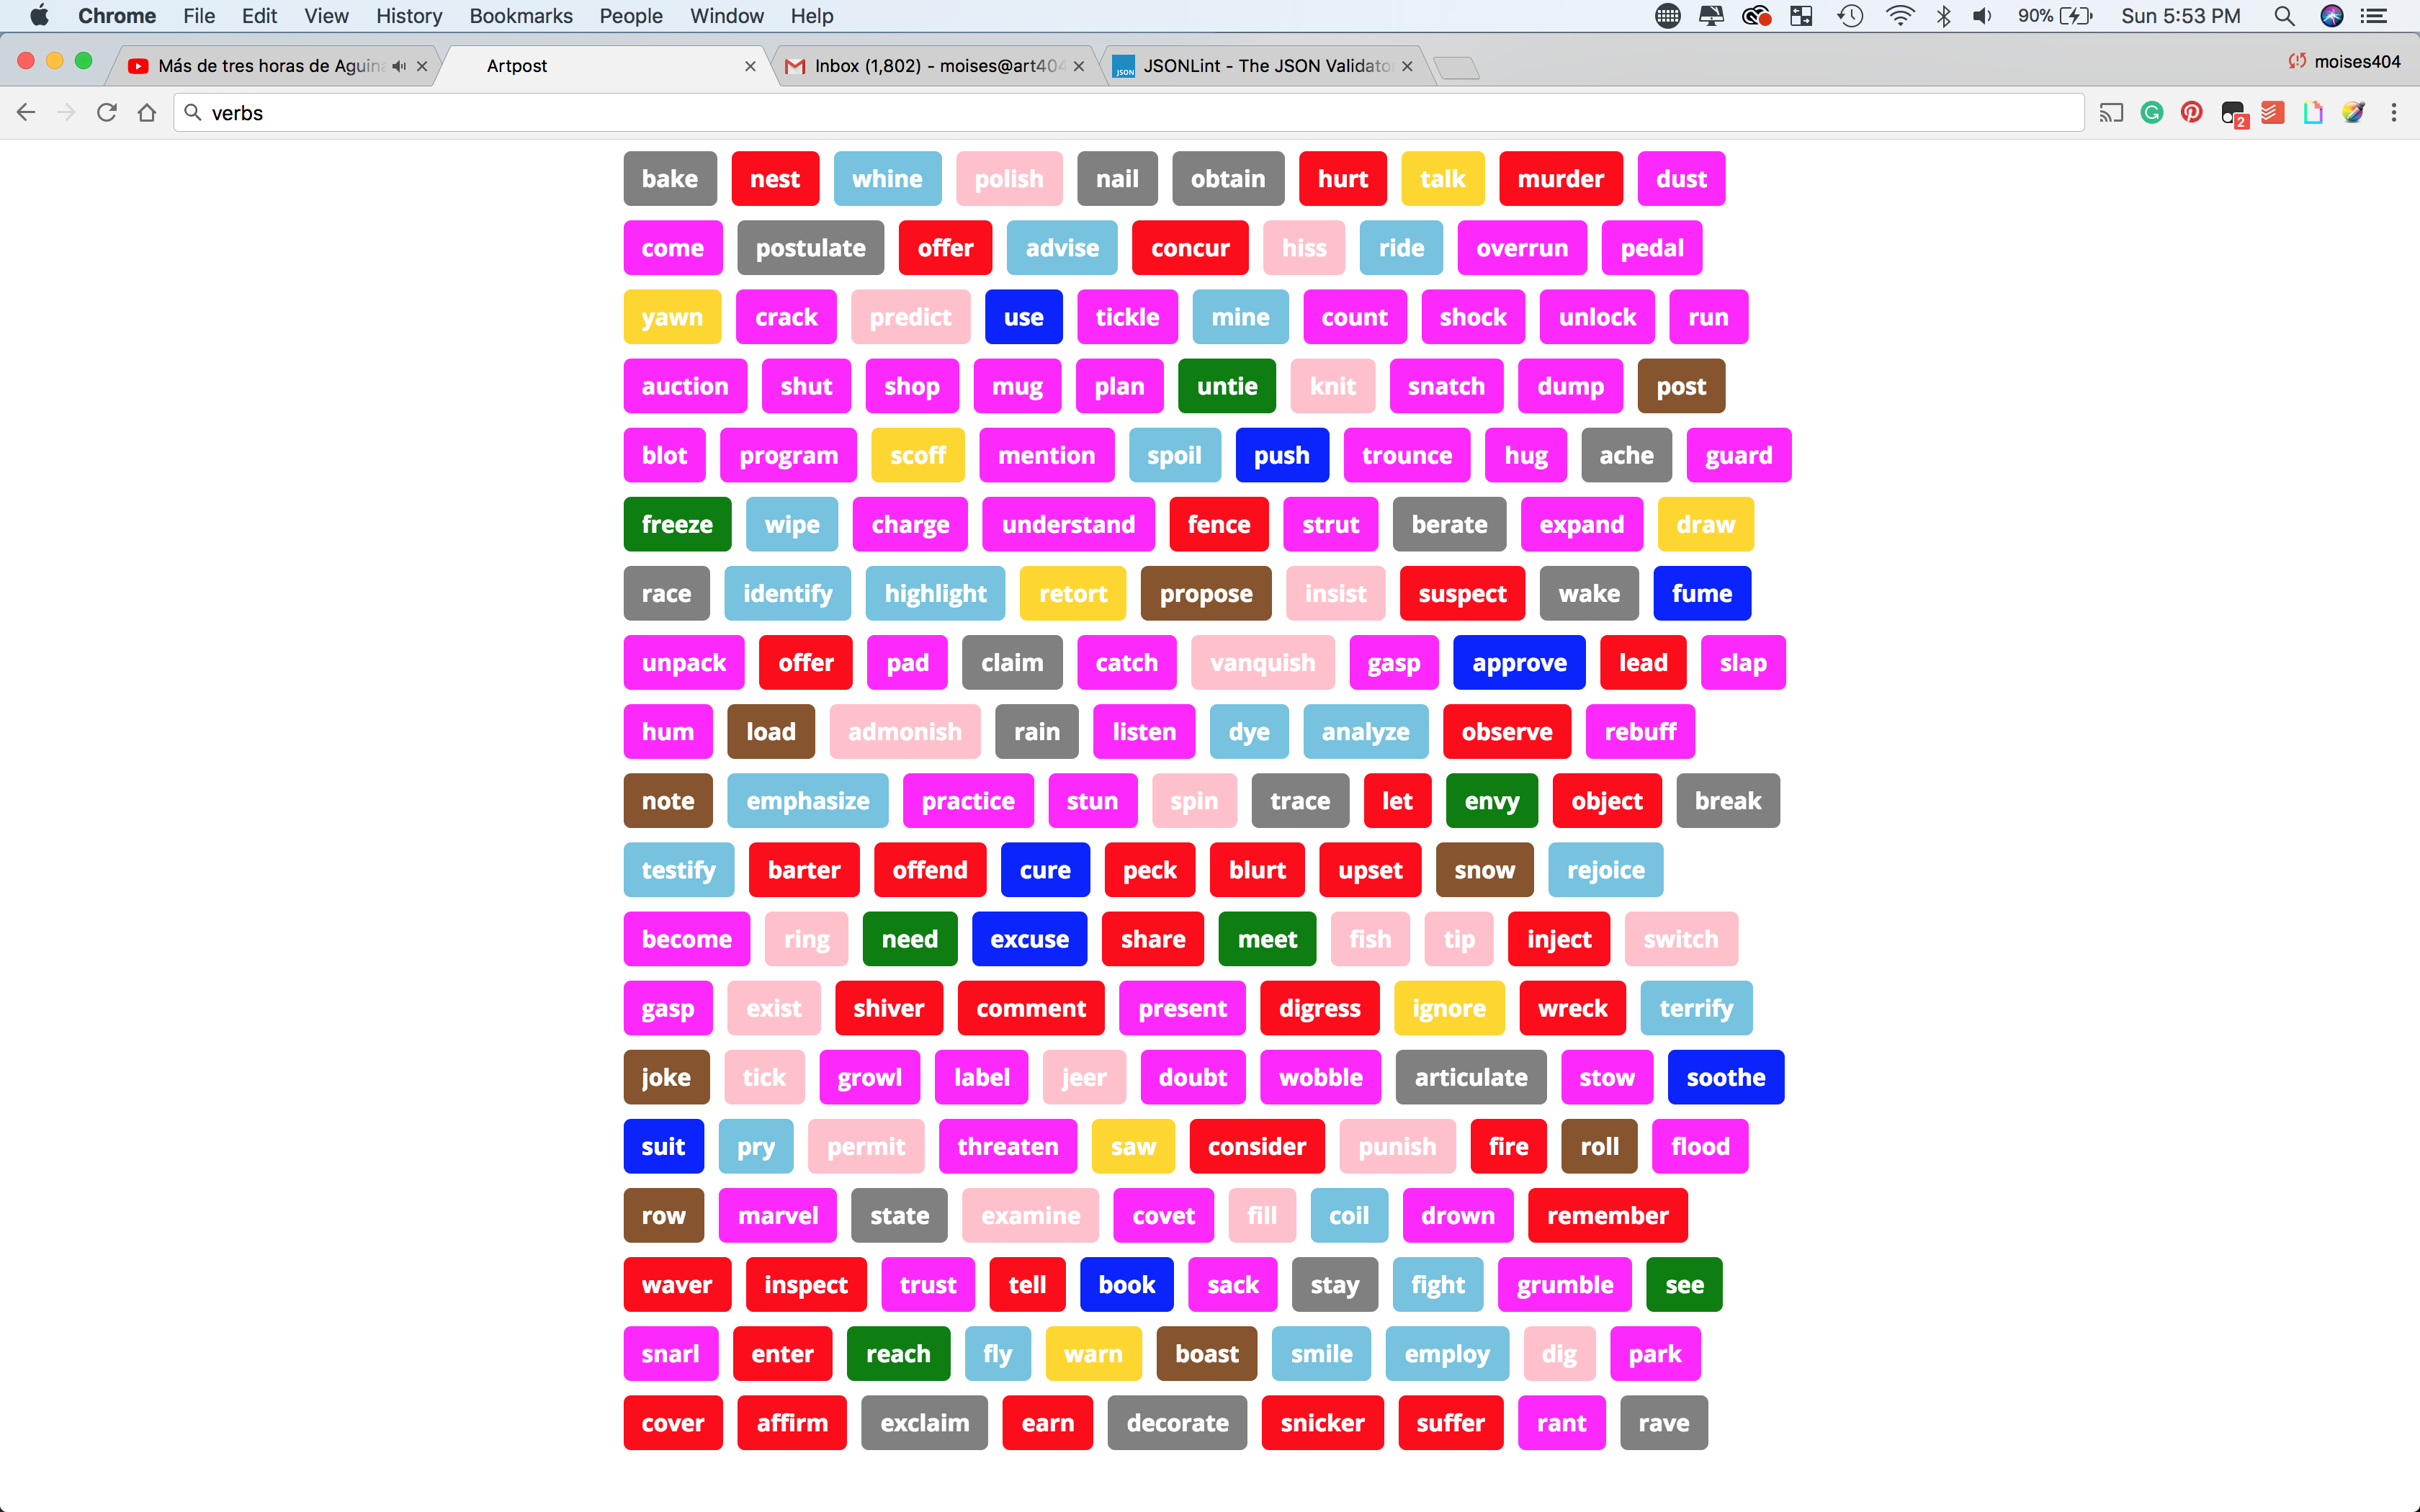 Chrome File Edit View History Bookmarks People Window Help 90% Sun 5:53 PM
Más de tres horas de Aguina Artpost Inbox (1,802) - moises@art404 JSON JSONLint - The JSON Validator moises404
verbs 2
bake nest whine polish nail obtain hurt talk murder dust
come postulate offer advise concur hiss ride overrun pedal
yawn crack predict use tickle mine count shock unlock run
auction shut shop mug plan untie knit snatch dump post
blot program scoff mention spoil push trounce hug ache guard
freeze wipe charge understand fence strut berate expand draw
race identify highlight retort propose insist suspect wake fume
unpack offer pad claim catch vanquish gasp approve lead slap
hum load admonish rain listen dye analyze observe rebuff
note emphasize practice stun spin trace let envy object break
testify barter offend cure peck blurt upset snow rejoice
become ring need excuse share meet fish tip inject switch
gasp exist shiver comment present digress ignore wreck terrify
joke tick growl label jeer doubt wobble articulate stow soothe
suit pry permit threaten saw consider punish fire roll flood
row marvel state examine covet fill coil drown remember
waver inspect trust tell book sack stay fight grumble see
snarl enter reach fly warn boast smile employ dig park
cover affirm exclaim earn decorate snicker suffer rant rave